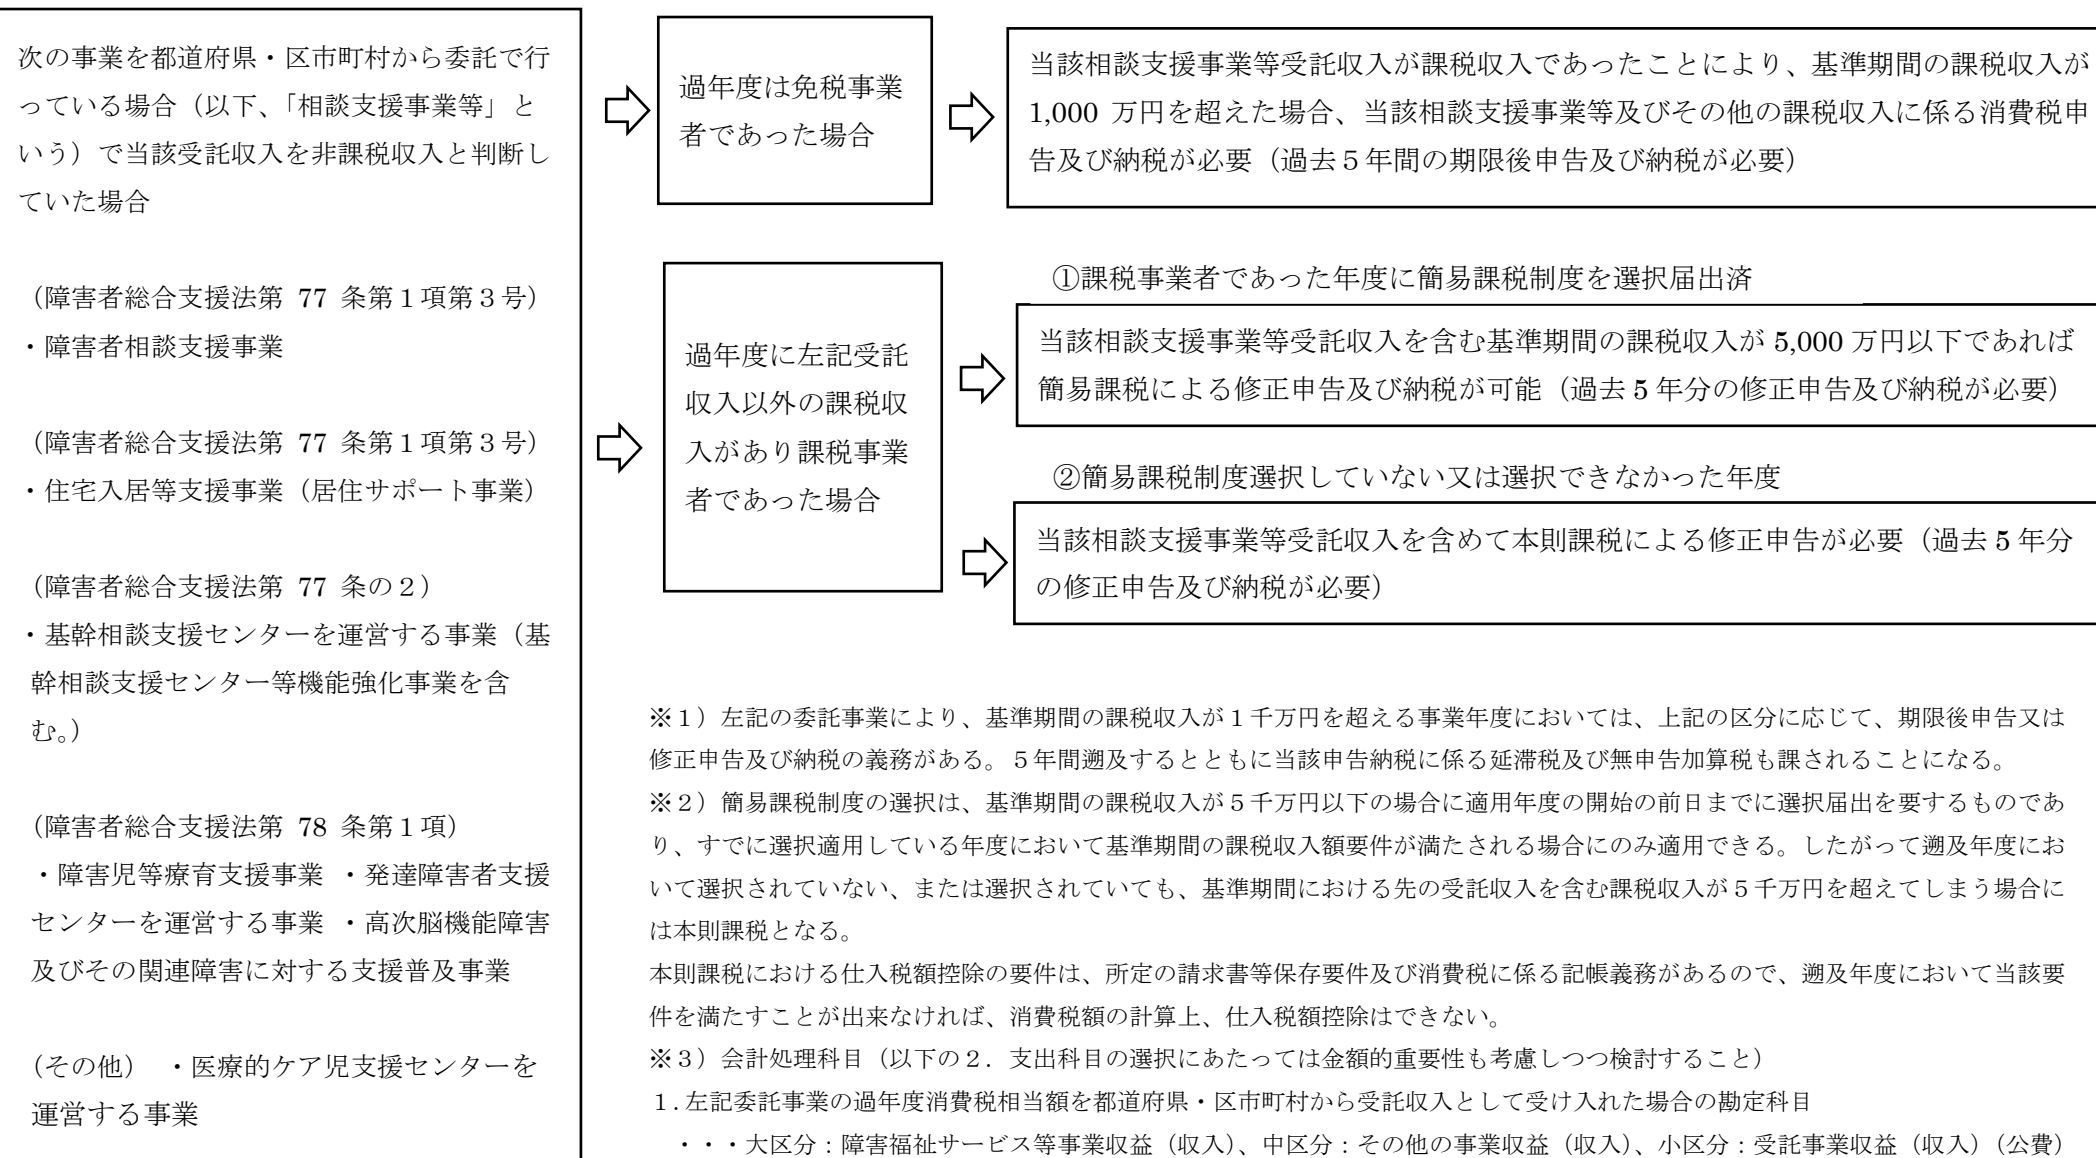 次の事業を都道府県・区市町村から委託で行
っている場合（以下、「相談支援事業等」と
いう）で当該受託収入を非課税収入と判断し
ていた場合
（障害者総合支援法第 77 条第１項第３号）
・障害者相談支援事業
（障害者総合支援法第 77 条第１項第３号）
・住宅入居等支援事業（居住サポート事業）
（障害者総合支援法第 77 条の２）
・基幹相談支援センターを運営する事業（基
幹相談支援センター等機能強化事業を含
む。）
（障害者総合支援法第 78 条第１項）
・障害児等療育支援事業 ・発達障害者支援
センターを運営する事業 ・高次脳機能障害
及びその関連障害に対する支援普及事業
（その他） ・医療的ケア児支援センターを
運営する事業
過年度は免税事業
者であった場合
当該相談支援事業等受託収入が課税収入であったことにより、基準期間の課税収入が
1,000 万円を超えた場合、当該相談支援事業等及びその他の課税収入に係る消費税申
告及び納税が必要（過去５年間の期限後申告及び納税が必要）
過年度に左記受託
収入以外の課税収
入があり課税事業
者であった場合
①課税事業者であった年度に簡易課税制度を選択届出済
当該相談支援事業等受託収入を含む基準期間の課税収入が 5,000 万円以下であれば
簡易課税による修正申告及び納税が可能（過去 5 年分の修正申告及び納税が必要）
②簡易課税制度選択していない又は選択できなかった年度
当該相談支援事業等受託収入を含めて本則課税による修正申告が必要（過去 5 年分
の修正申告及び納税が必要）
※１）左記の委託事業により、基準期間の課税収入が１千万円を超える事業年度においては、上記の区分に応じて、期限後申告又は
修正申告及び納税の義務がある。５年間遡及するとともに当該申告納税に係る延滞税及び無申告加算税も課されることになる。
※２）簡易課税制度の選択は、基準期間の課税収入が５千万円以下の場合に適用年度の開始の前日までに選択届出を要するものであ
り、すでに選択適用している年度において基準期間の課税収入額要件が満たされる場合にのみ適用できる。したがって遡及年度にお
いて選択されていない、または選択されていても、基準期間における先の受託収入を含む課税収入が５千万円を超えてしまう場合に
は本則課税となる。
本則課税における仕入税額控除の要件は、所定の請求書等保存要件及び消費税に係る記帳義務があるので、遡及年度において当該要
件を満たすことが出来なければ、消費税額の計算上、仕入税額控除はできない。
※３）会計処理科目（以下の２．支出科目の選択にあたっては金額的重要性も考慮しつつ検討すること）
１. 左記委託事業の過年度消費税相当額を都道府県・区市町村から受託収入として受け入れた場合の勘定科目
・・・大区分：障害福祉サービス等事業収益（収入）、中区分：その他の事業収益（収入）、小区分：受託事業収益（収入）（公費）